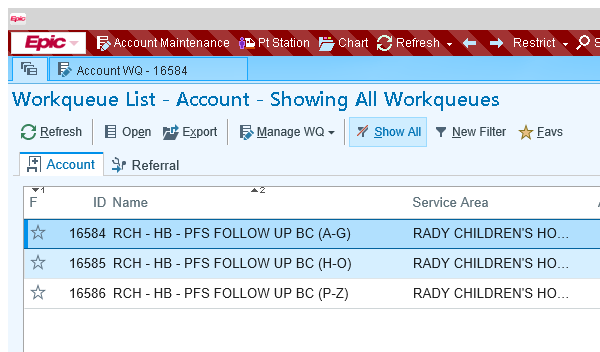 Epic
Epic Account Maintenance Pt Station Chart Refresh Restrict S
Account WQ - 16584
Workqueue List - Account - Showing All Workqueues
Refresh Open Export Manage WQ Show All New Filter Favs
Account Referral
1 2
F ID Name Service Area A
16584 RCH - HB - PFS FOLLOW UP BC (A-G) RADY CHILDREN'S HO...
16585 RCH - HB - PFS FOLLOW UP BC (H-O) RADY CHILDREN'S HO...
16586 RCH - HB - PFS FOLLOW UP BC (P-Z) RADY CHILDREN'S HO...